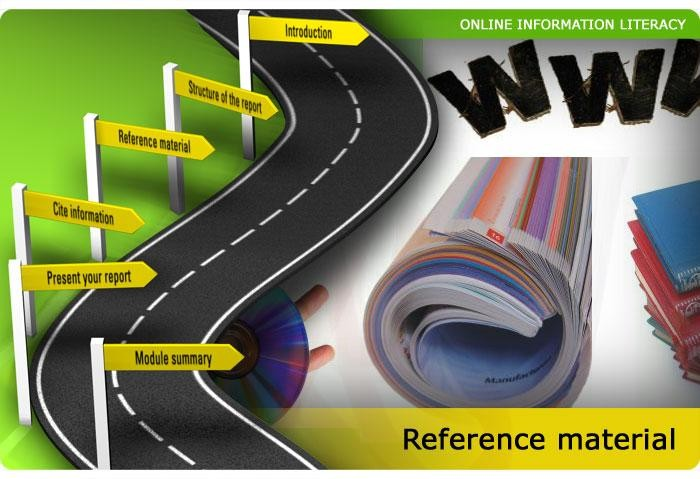 ONLINE INFORMATION LITERACY
Introduction
Structure of the report
Reference material
Cite information
Present your report
Module summary
16
Reference material